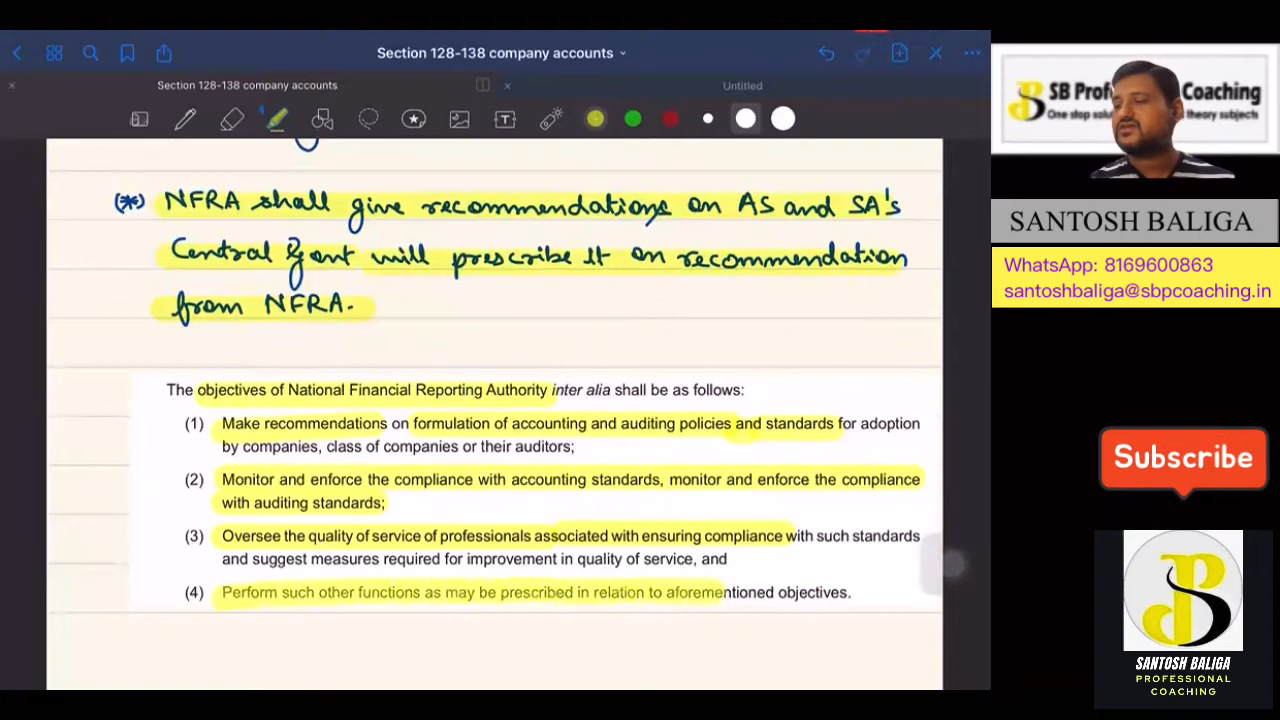 Section 128-138 company accounts
Section 128-138 company accounts
Untitled
NFRA shall give recommendations on AS and SA's
Central Govt will prescribe it on recommendation
from NFRA.
The objectives of National Financial Reporting Authority inter alia shall be as follows:
(1) Make recommendations on formulation of accounting and auditing policies and standards for adoption
by companies, class of companies or their auditors;
(2) Monitor and enforce the compliance with accounting standards, monitor and enforce the compliance
with auditing standards;
(3) Oversee the quality of service of professionals associated with ensuring compliance with such standards
and suggest measures required for improvement in quality of service, and
(4) Perform such other functions as may be prescribed in relation to aforementioned objectives.
SB Prof Coaching
One stop solu theory subjects
SANTOSH BALIGA
WhatsApp: 8169600863
santoshbaliga@sbpcoaching.in
Subscribe
SANTOSH BALIGA
PROFESSIONAL
COACHING